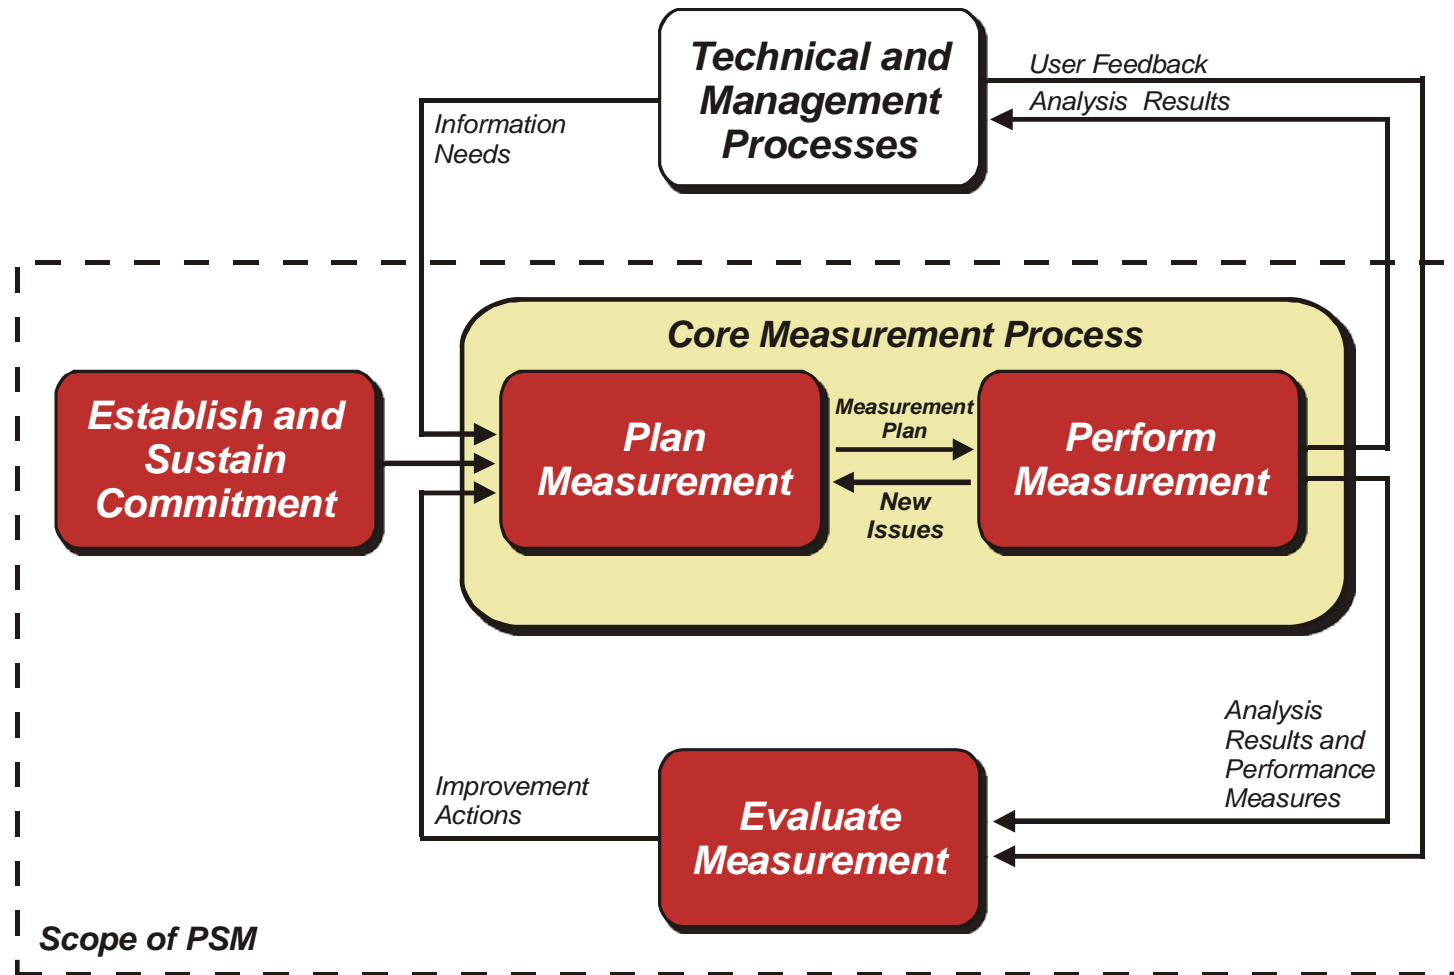 Technical and
Management
Processes
User Feedback
Analysis Results
Information
Needs
Core Measurement Process
Establish and
Sustain
Commitment
Plan
Measurement
Measurement
Plan
New
Issues
Perform
Measurement
Improvement
Actions
Evaluate
Measurement
Analysis
Results and
Performance
Measures
Scope of PSM